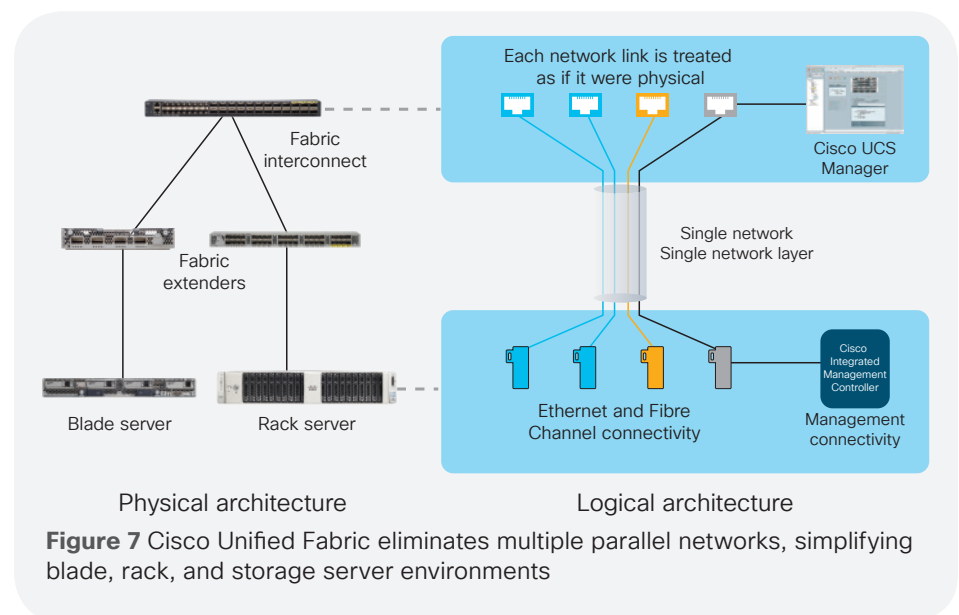 Each network link is treated
as if it were physical
Fabric
interconnect
Cisco UCS
Manager
Fabric
extenders
Single network
Single network layer
Cisco
Integrated
Management
Controller
Blade server
Rack server
Ethernet and Fibre
Channel connectivity
Management
connectivity
Physical architecture
Logical architecture
Figure 7 Cisco Unified Fabric eliminates multiple parallel networks, simplifying
blade, rack, and storage server environments